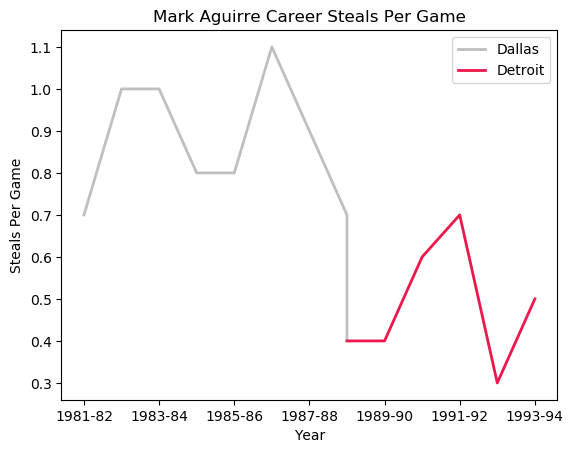 Mark Aguirre Career Steals Per Game
Dallas
Detroit
Steals Per Game
1.1
1.0
0.9
0.8
0.7
0.6
0.5
0.4
0.3
1981-82 1983-84 1985-86 1987-88 1989-90 1991-92 1993-94
Year